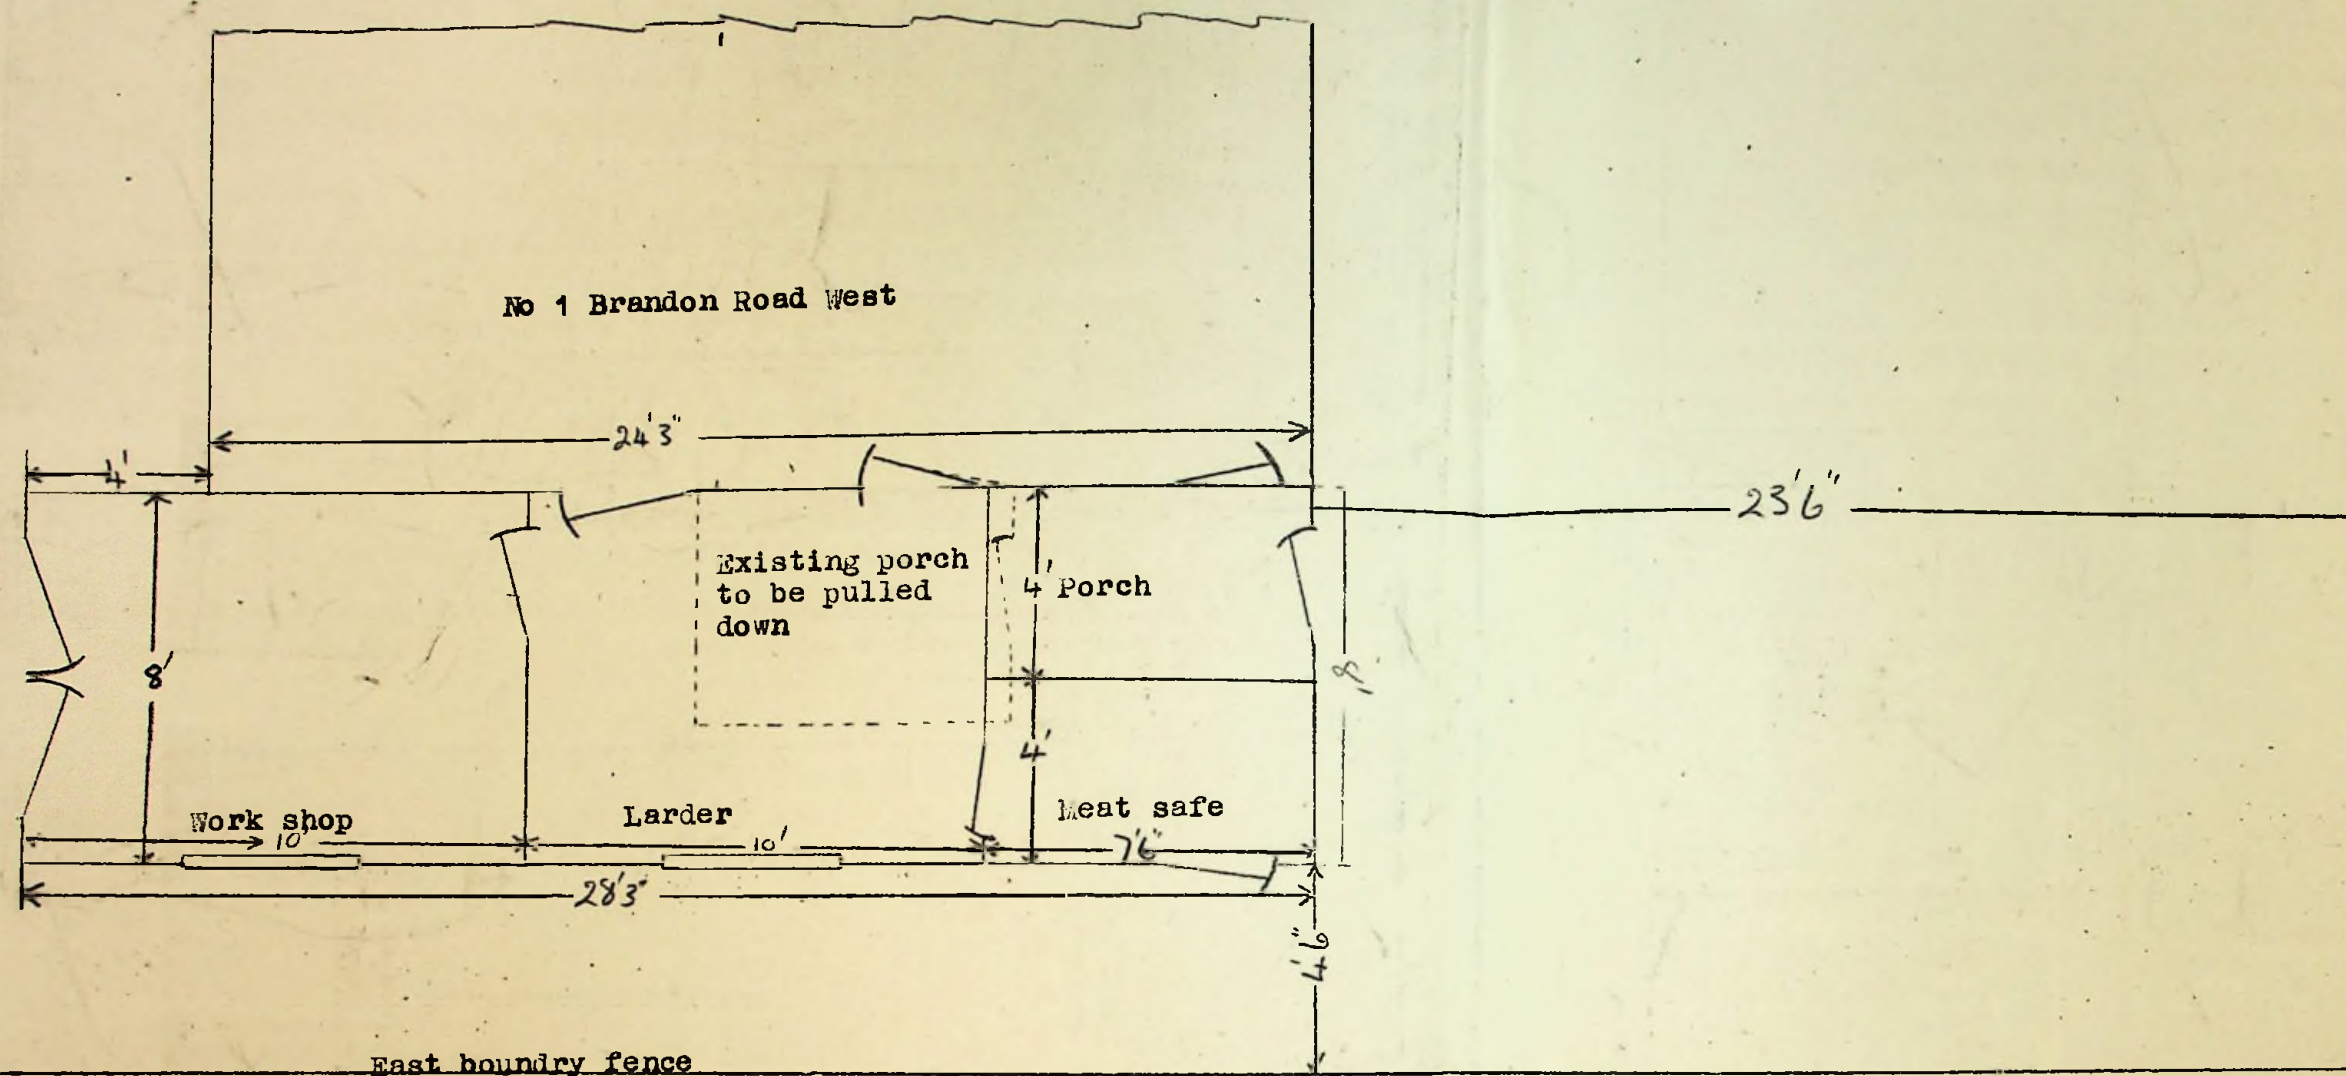 No 1 Brandon Road West
24'3"
4'
23'6"
Existing porch
to be pulled
down
4' Porch
8'
8'
4'
Work shop
Larder
Meat safe
10'
10'
7'6"
28'3"
4'6"
East boundry fence